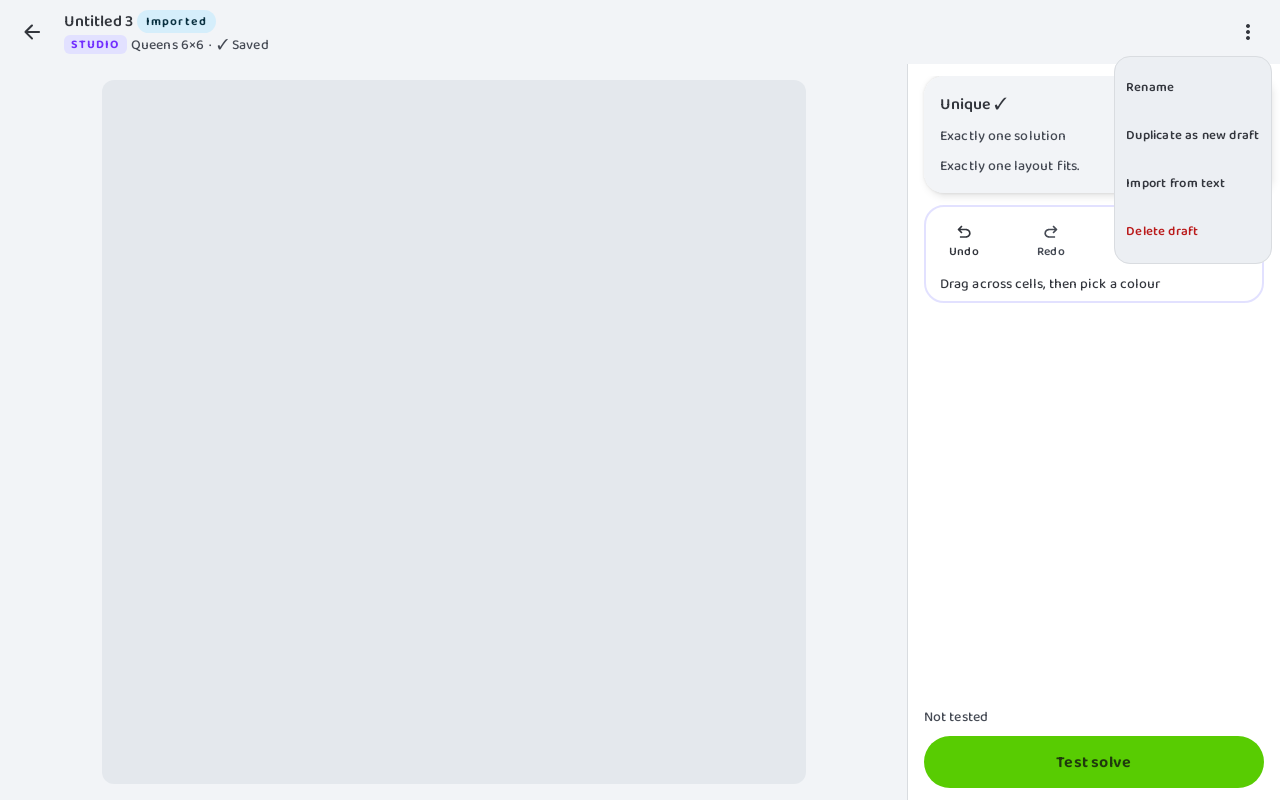 Untitled 3 Imported
STUDIO Queens 6×6 · ✓ Saved
Rename
Duplicate as new draft
Import from text
Delete draft
Unique ✓
Exactly one solution
Exactly one layout fits.
Undo Redo
Drag across cells, then pick a colour
Not tested
Test solve